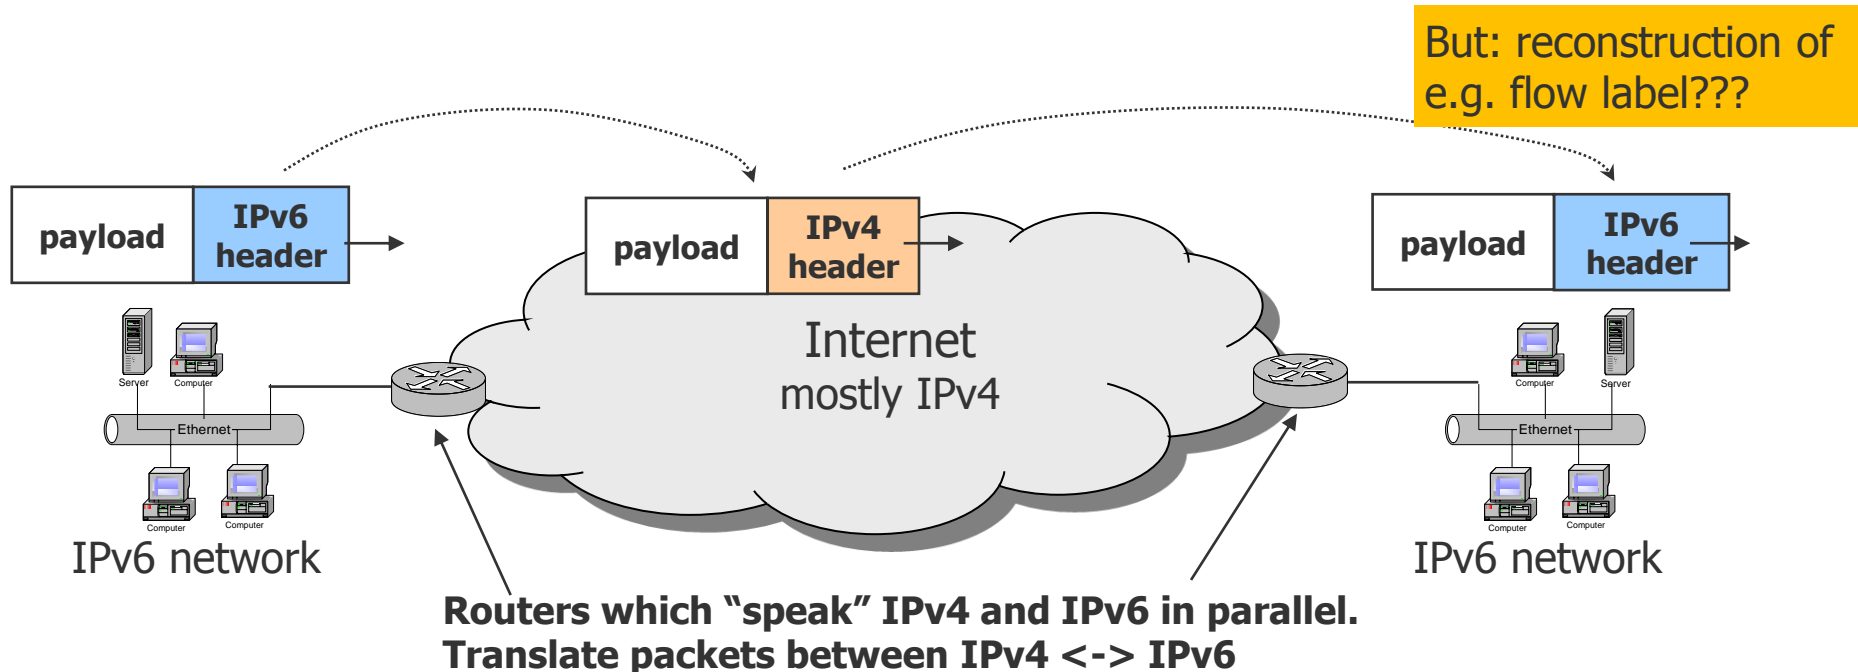 But: reconstruction of
e.g. flow label???
payload
IPv6
header
payload
IPv4
header
payload
IPv6
header
Internet
mostly IPv4
Server
Computer
Ethernet
Computer
Computer
IPv6 network
Computer
Server
Ethernet
Computer
Computer
IPv6 network
Routers which “speak” IPv4 and IPv6 in parallel.
Translate packets between IPv4 <-> IPv6